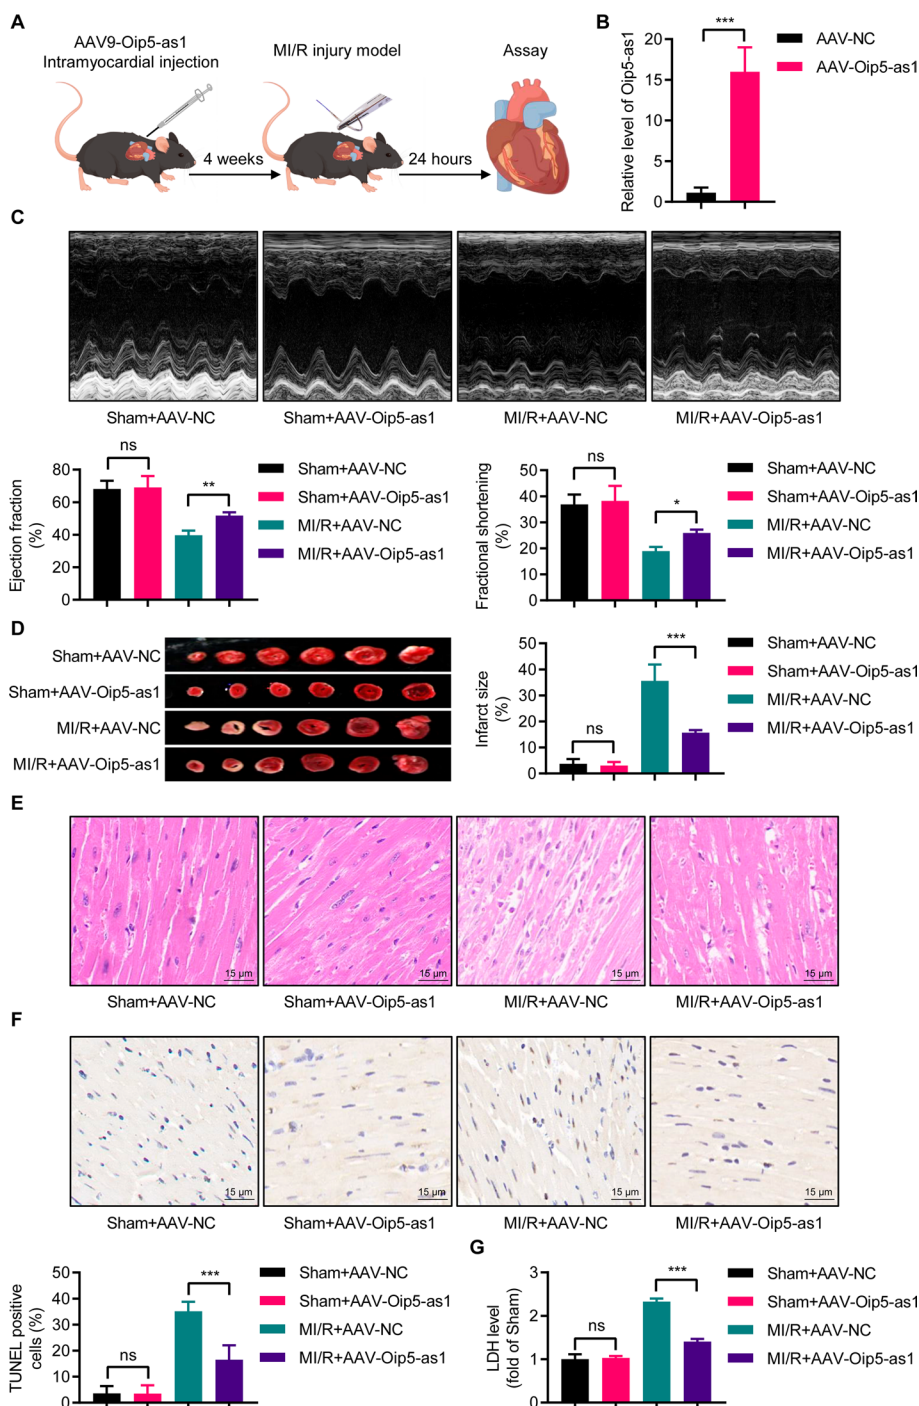 A
AAV9-Oip5-as1
Intramyocardial injection
MI/R injury model
Assay
4 weeks
24 hours
B
Relative level of Oip5-as1
20
15
10
5
0
***
AAV-NC
AAV-Oip5-as1
C
Sham+AAV-NC
Sham+AAV-Oip5-as1
MI/R+AAV-NC
MI/R+AAV-Oip5-as1
Ejection fraction
(%)
80
60
40
20
0
ns
**
Sham+AAV-NC
Sham+AAV-Oip5-as1
MI/R+AAV-NC
MI/R+AAV-Oip5-as1
Fractional shortening
(%)
50
40
30
20
10
0
ns
*
Sham+AAV-NC
Sham+AAV-Oip5-as1
MI/R+AAV-NC
MI/R+AAV-Oip5-as1
D
Sham+AAV-NC
Sham+AAV-Oip5-as1
MI/R+AAV-NC
MI/R+AAV-Oip5-as1
Infarct size
(%)
50
40
30
20
10
0
ns
***
Sham+AAV-NC
Sham+AAV-Oip5-as1
MI/R+AAV-NC
MI/R+AAV-Oip5-as1
E
15 μm
15 μm
15 μm
15 μm
Sham+AAV-NC
Sham+AAV-Oip5-as1
MI/R+AAV-NC
MI/R+AAV-Oip5-as1
F
15 μm
15 μm
15 μm
15 μm
Sham+AAV-NC
Sham+AAV-Oip5-as1
MI/R+AAV-NC
MI/R+AAV-Oip5-as1
TUNEL positive
cells (%)
50
40
30
20
10
0
ns
***
Sham+AAV-NC
Sham+AAV-Oip5-as1
MI/R+AAV-NC
MI/R+AAV-Oip5-as1
G
LDH level
(fold of Sham)
3
2
1
0
ns
***
Sham+AAV-NC
Sham+AAV-Oip5-as1
MI/R+AAV-NC
MI/R+AAV-Oip5-as1